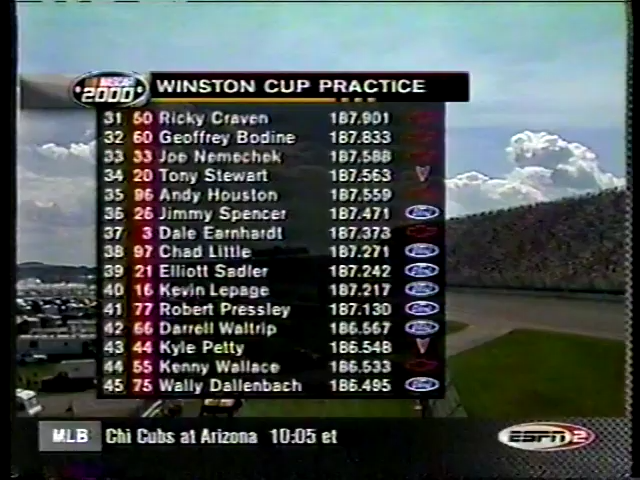 NASCAR 2000 WINSTON CUP PRACTICE
31 50 Ricky Craven 187.901
32 60 Geoffrey Bodine 187.833
33 33 Joe Nemechek 187.588
34 20 Tony Stewart 187.563
35 96 Andy Houston 187.559
36 26 Jimmy Spencer 187.471 Ford
37 3 Dale Earnhardt 187.373
38 97 Chad Little 187.271 Ford
39 21 Elliott Sadler 187.242 Ford
40 16 Kevin Lepage 187.217 Ford
41 77 Robert Pressley 187.130 Ford
42 66 Darrell Waltrip 186.567 Ford
43 44 Kyle Petty 186.548
44 55 Kenny Wallace 186.533
45 75 Wally Dallenbach 186.495 Ford
MLB Chi Cubs at Arizona 10:05 et ESPN 2